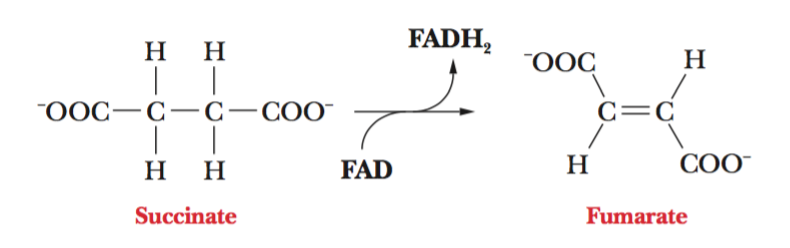 H H
⁻OOC—C—C—COO⁻
H H
Succinate
FADH₂
FAD
⁻OOC H
C=C
H COO⁻
Fumarate